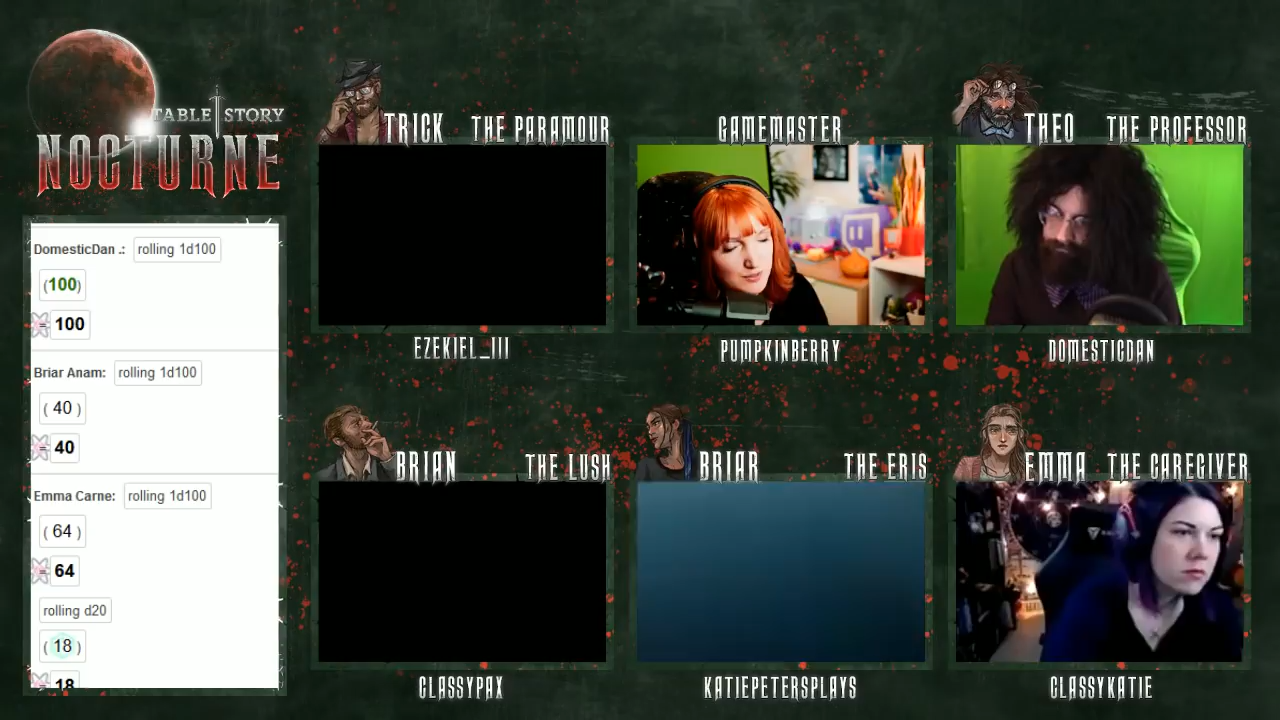 TABLE STORY
NOCTURNE
DomesticDan .: rolling 1d100
(100)
= 100
Briar Anam: rolling 1d100
( 40 )
= 40
Emma Carne: rolling 1d100
( 64 )
= 64
rolling d20
( 18 )
= 18
TRICK THE PARAMOUR
EZEKIEL_III
GAMEMASTER
PUMPKINBERRY
THEO THE PROFESSOR
DOMESTICDAN
BRIAN THE LUSH
CLASSYPAX
BRIAR THE ERIS
KATIEPETERSPLAYS
EMMA THE CAREGIVER
CLASSYKATIE